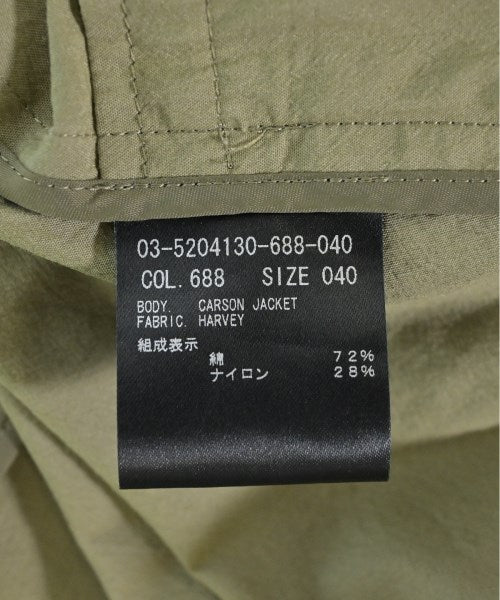 03-5204130-688-040
COL. 688 SIZE 040
BODY. CARSON JACKET
FABRIC. HARVEY
組成表示
綿 72%
ナイロン 28%